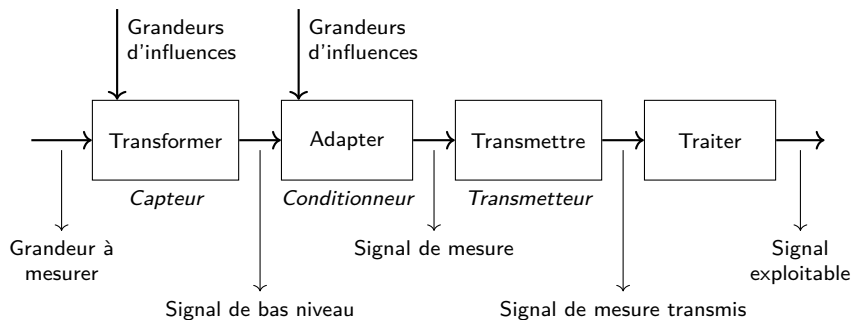 Grandeurs
d'influences
Grandeurs
d'influences
Transformer
Adapter
Transmettre
Traiter
Capteur
Conditionneur
Transmetteur
Grandeur à
mesurer
Signal de mesure
Signal
exploitable
Signal de bas niveau
Signal de mesure transmis